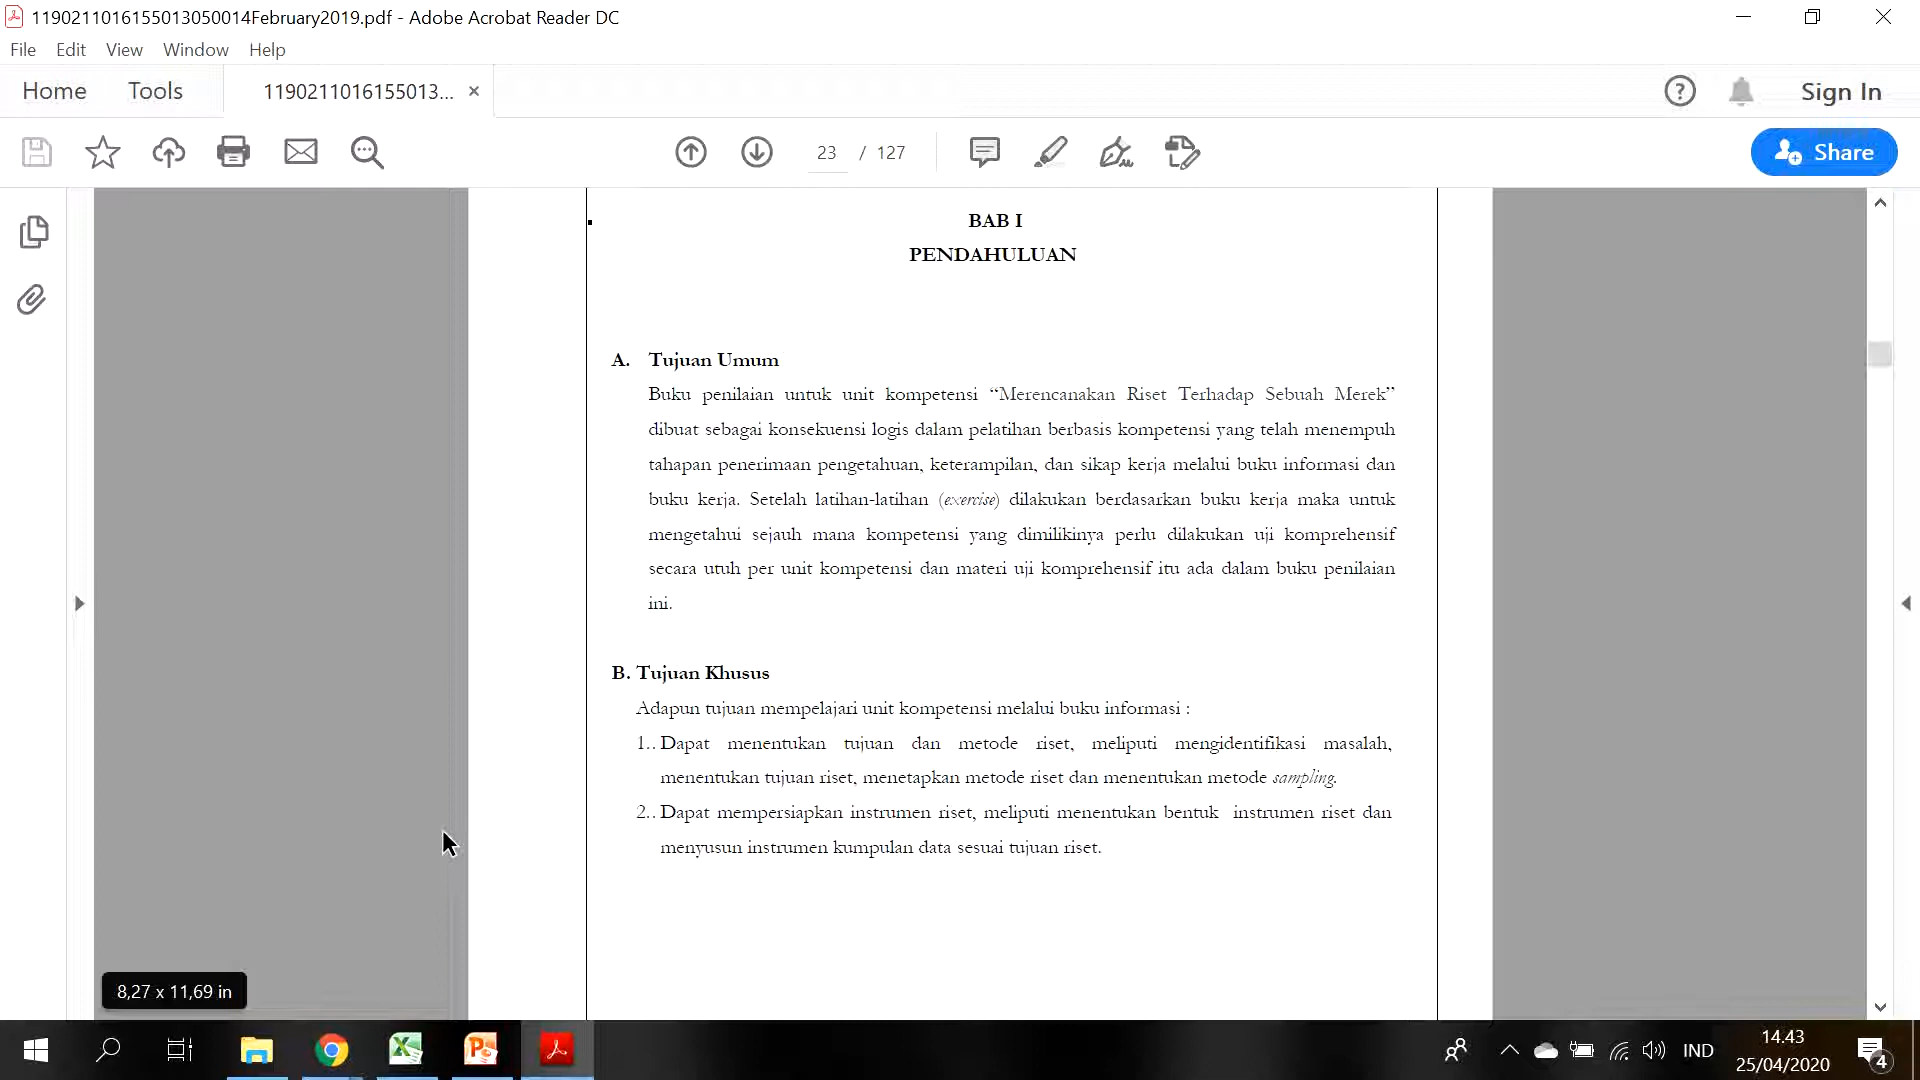 1190211016155013050014February2019.pdf - Adobe Acrobat Reader DC
File Edit View Window Help
Home Tools 1190211016155013... × Sign In
23 / 127 Share
BAB I
PENDAHULUAN
A. Tujuan Umum
Buku penilaian untuk unit kompetensi “Merencanakan Riset Terhadap Sebuah Merek”
dibuat sebagai konsekuensi logis dalam pelatihan berbasis kompetensi yang telah menempuh
tahapan penerimaan pengetahuan, keterampilan, dan sikap kerja melalui buku informasi dan
buku kerja. Setelah latihan-latihan (exercise) dilakukan berdasarkan buku kerja maka untuk
mengetahui sejauh mana kompetensi yang dimilikinya perlu dilakukan uji komprehensif
secara utuh per unit kompetensi dan materi uji komprehensif itu ada dalam buku penilaian
ini.
B. Tujuan Khusus
Adapun tujuan mempelajari unit kompetensi melalui buku informasi :
1.. Dapat menentukan tujuan dan metode riset, meliputi mengidentifikasi masalah,
menentukan tujuan riset, menetapkan metode riset dan menentukan metode sampling.
2.. Dapat mempersiapkan instrumen riset, meliputi menentukan bentuk instrumen riset dan
menyusun instrumen kumpulan data sesuai tujuan riset.
8,27 x 11,69 in
IND
14.43
25/04/2020
4